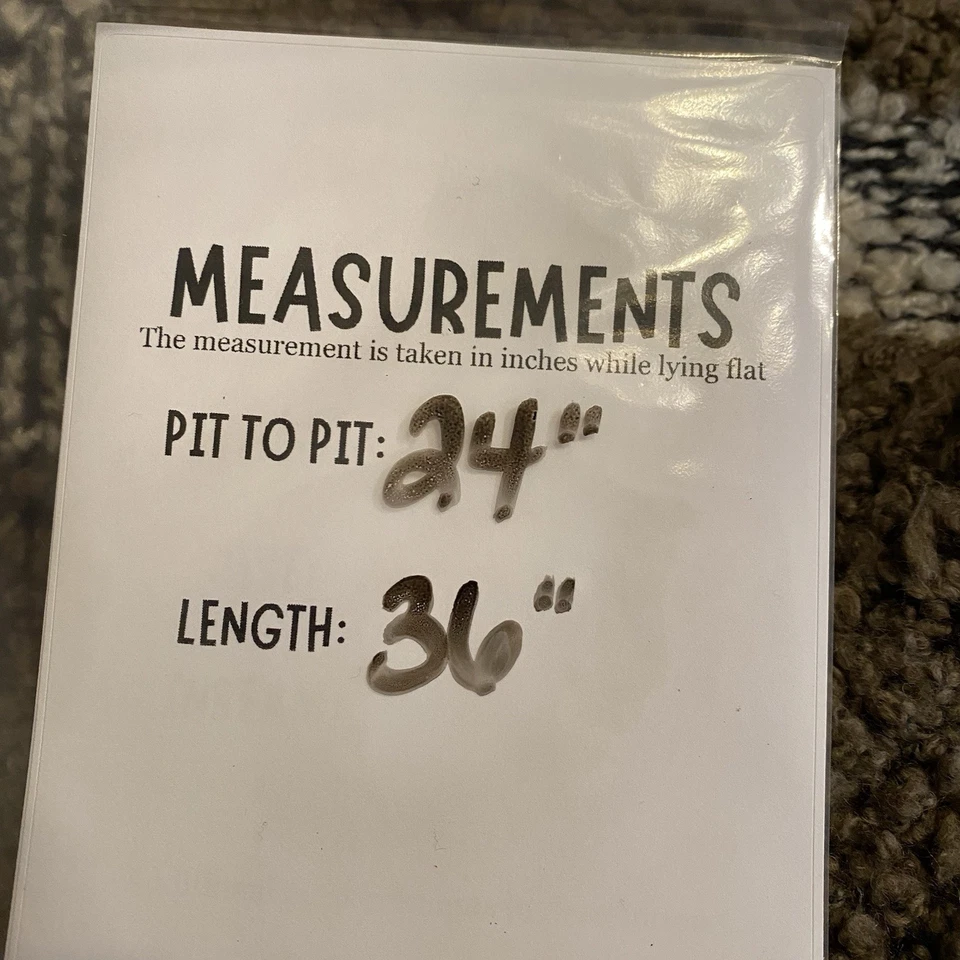 MEASUREMENTS
The measurement is taken in inches while lying flat
PIT TO PIT: 24"
LENGTH: 36"